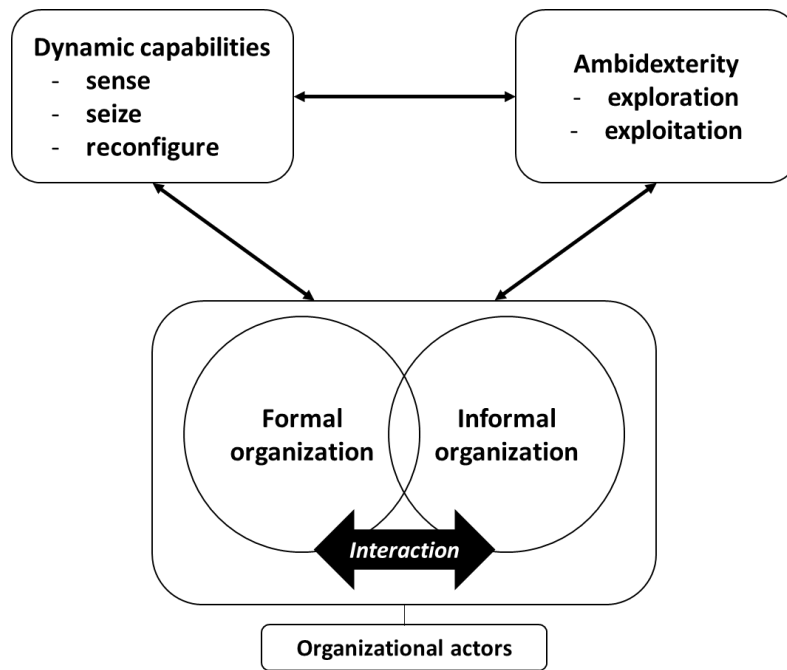 Dynamic capabilities
- sense
- seize
- reconfigure
Ambidexterity
- exploration
- exploitation
Formal
organization
Informal
organization
Interaction
Organizational actors